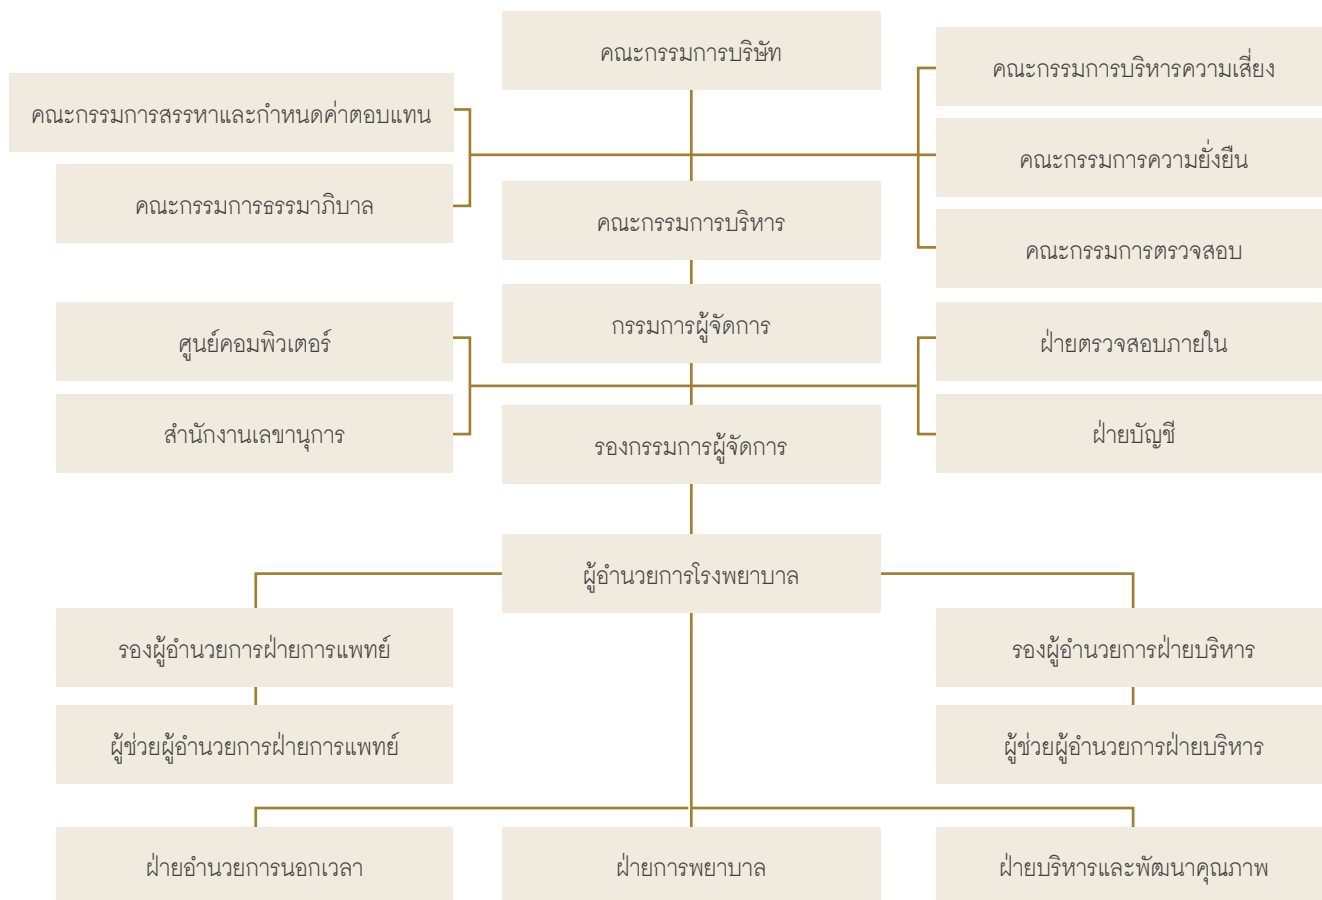 คณะกรรมการบริษัท
คณะกรรมการบริหารความเสี่ยง
คณะกรรมการสรรหาและกำหนดค่าตอบแทน
คณะกรรมการความยั่งยืน
คณะกรรมการธรรมาภิบาล
คณะกรรมการบริหาร
คณะกรรมการตรวจสอบ
กรรมการผู้จัดการ
ศูนย์คอมพิวเตอร์
ฝ่ายตรวจสอบภายใน
สำนักงานเลขานุการ
ฝ่ายบัญชี
รองกรรมการผู้จัดการ
ผู้อำนวยการโรงพยาบาล
รองผู้อำนวยการฝ่ายการแพทย์
รองผู้อำนวยการฝ่ายบริหาร
ผู้ช่วยผู้อำนวยการฝ่ายการแพทย์
ผู้ช่วยผู้อำนวยการฝ่ายบริหาร
ฝ่ายอำนวยการนอกเวลา
ฝ่ายการพยาบาล
ฝ่ายบริหารและพัฒนาคุณภาพ